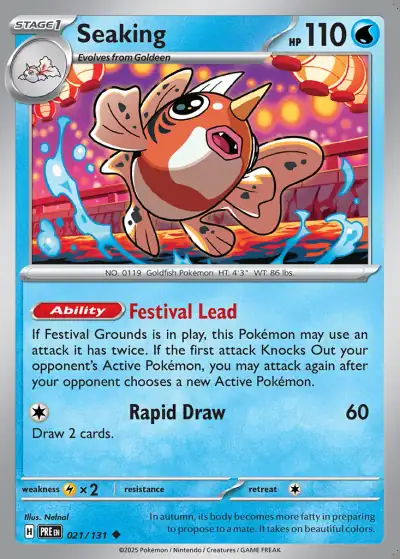 STAGE1
Seaking
HP 110
Evolves from Goldeen
NO. 0119 Goldfish Pokémon HT: 4'3" WT: 86 lbs.
Ability Festival Lead
If Festival Grounds is in play, this Pokémon may use an
attack it has twice. If the first attack Knocks Out your
opponent's Active Pokémon, you may attack again after
your opponent chooses a new Active Pokémon.
Rapid Draw 60
Draw 2 cards.
weakness ×2 resistance retreat
Illus. Nelnal
H PRE EN 021/131
In autumn, its body becomes more fatty in preparing
to propose to a mate. It takes on beautiful colors.
©2025 Pokémon / Nintendo / Creatures / GAME FREAK